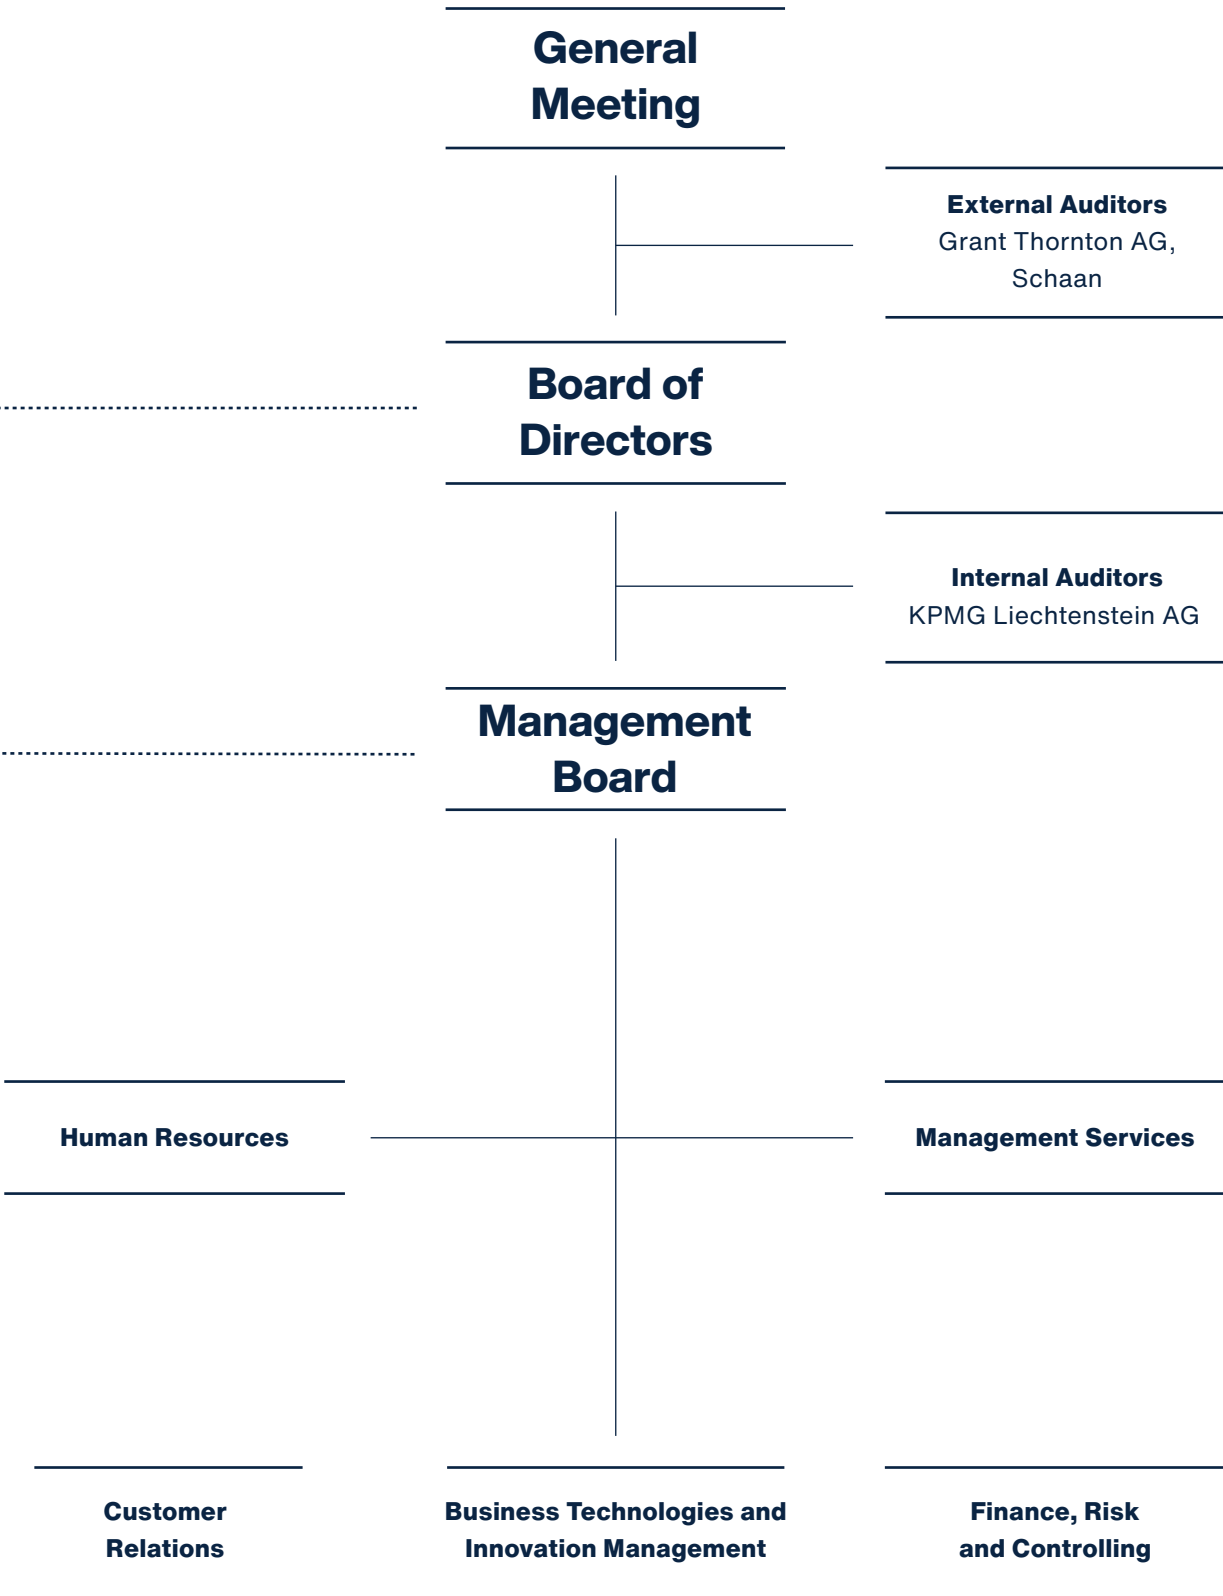 General
Meeting
External Auditors
Grant Thornton AG,
Schaan
Board of
Directors
Internal Auditors
KPMG Liechtenstein AG
Management
Board
Human Resources
Management Services
Customer
Relations
Business Technologies and
Innovation Management
Finance, Risk
and Controlling